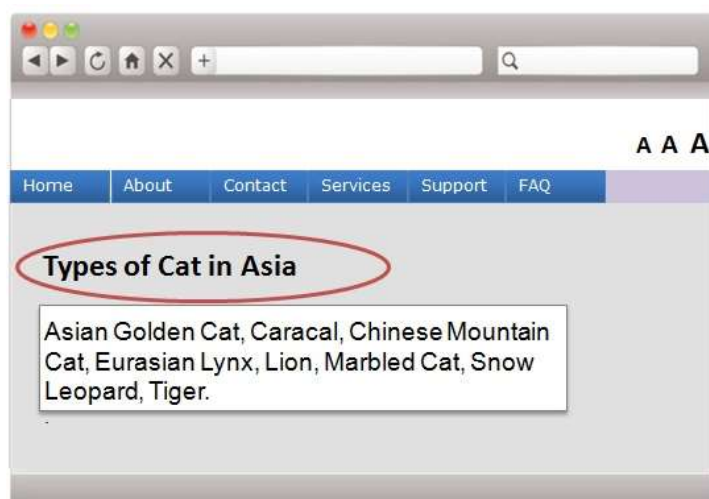 A A A
Home About Contact Services Support FAQ
Types of Cat in Asia
Asian Golden Cat, Caracal, Chinese Mountain
Cat, Eurasian Lynx, Lion, Marbled Cat, Snow
Leopard, Tiger.